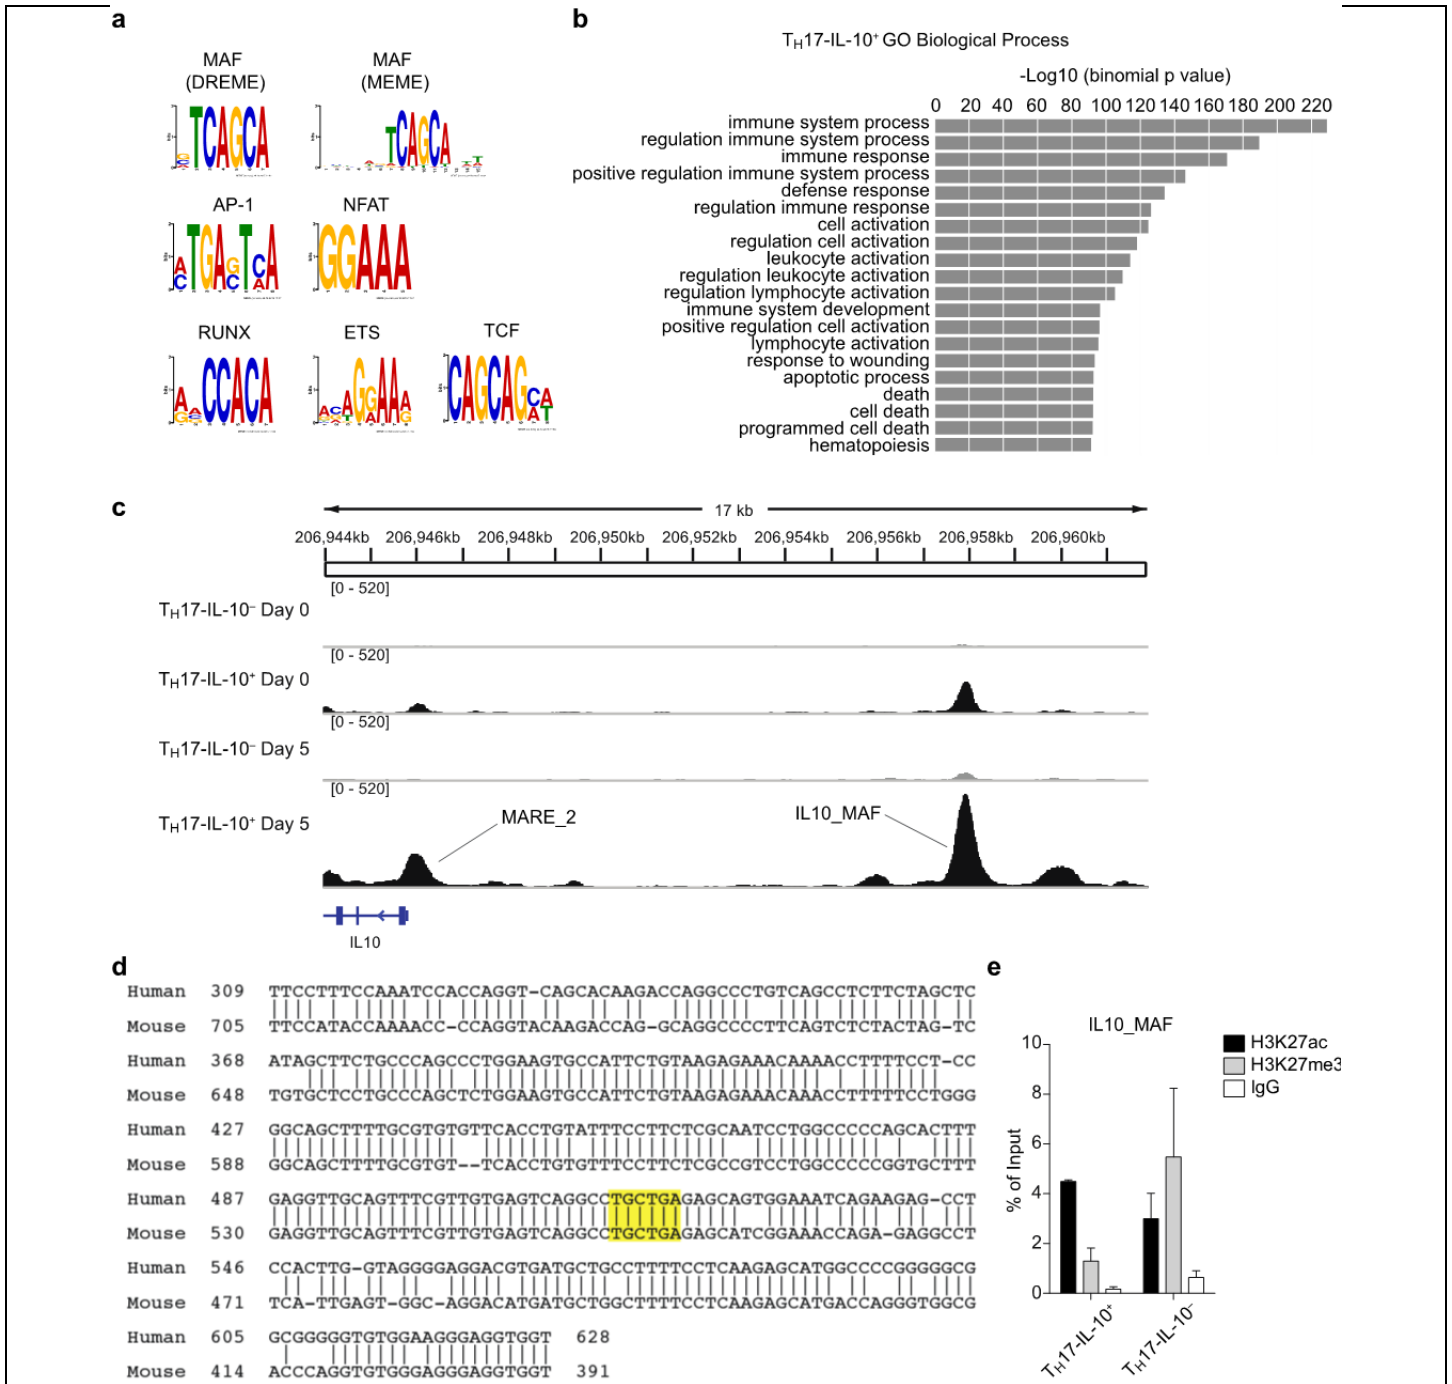 a
MAF
(DREME)
MAF
(MEME)
TCAGCA
TCAGCA
AP-1
NFAT
GGAAA
RUNX
ETS
TCF
b
TH17-IL-10+ GO Biological Process
-Log10 (binomial p value)
0 20 40 60 80 100 120 140 160 180 200 220
immune system process
regulation immune system process
immune response
positive regulation immune system process
defense response
regulation immune response
cell activation
regulation cell activation
leukocyte activation
regulation leukocyte activation
regulation lymphocyte activation
immune system development
positive regulation cell activation
lymphocyte activation
response to wounding
apoptotic process
death
cell death
programmed cell death
hematopoiesis
c
17 kb
206,944kb 206,946kb 206,948kb 206,950kb 206,952kb 206,954kb 206,956kb 206,958kb 206,960kb
[0 - 520]
TH17-IL-10– Day 0
[0 - 520]
TH17-IL-10+ Day 0
[0 - 520]
TH17-IL-10– Day 5
[0 - 520]
TH17-IL-10+ Day 5
MARE_2
IL10_MAF
IL10
d
Human 309 TTCCTTTCCAAATCCACCAGGT-CAGCACAAGACCAGGCCCTGTCAGCCTCTTCTAGCTC
Mouse 705 TTCCATACCAAAACC-CCAGGTACAAGACCAG-GCAGGCCCCTTCAGTCTCTACTAG-TC
Human 368 ATAGCTTCTGCCCAGCCCTGGAAGTGCCATTCTGTAAGAGAAACAAAACCTTTTCCT-CC
Mouse 648 TGTGCTCCTGCCCAGCTCTGGAAGTGCCATTCTGTAAGAGAAACAAACCTTTTTCCTGGG
Human 427 GGCAGCTTTTGCGTGTGTTCACCTGTATTTCCTTCTCGCAATCCTGGCCCCCAGCACTTT
Mouse 588 GGCAGCTTTTGCGTGT--TCACCTGTGTTTCCTTCTCGCCGTCCTGGCCCCCGGTGCTTT
Human 487 GAGGTTGCAGTTTCGTTGTGAGTCAGGCCTGCTGAGAGCAGTGGAAATCAGAAGAG-CCT
Mouse 530 GAGGTTGCAGTTTCGTTGTGAGTCAGGCCTGCTGAGAGCATCGGAAACCAGA-GAGGCCT
Human 546 CCACTTG-GTAGGGGAGGACGTGATGCTGCCTTTTCCTCAAGAGCATGGCCCCGGGGGCG
Mouse 471 TCA-TTGAGT-GGC-AGGACATGATGCTGGCTTTTCCTCAAGAGCATGACCAGGGTGGCG
Human 605 GCGGGGGTGTGGAAGGGAGGTGGT 628
Mouse 414 ACCCAGGTGTGGGAGGGAGGTGGT 391
e
IL10_MAF
H3K27ac
H3K27me3
IgG
% of Input
10
8
6
4
2
0
TH17-IL-10+
TH17-IL-10–